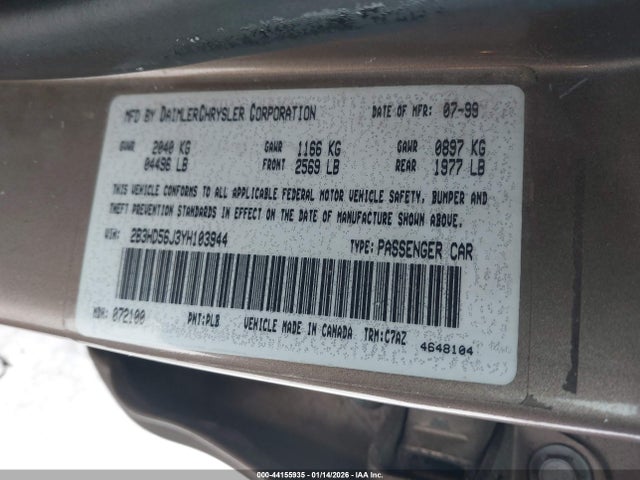 MFD BY DAIMLERCHRYSLER CORPORATION DATE OF MFR: 07-99
GVWR 2040 KG GAWR 1166 KG GAWR 0897 KG
04496 LB FRONT 2569 LB REAR 1977 LB
THIS VEHICLE CONFORMS TO ALL APPLICABLE FEDERAL MOTOR VEHICLE SAFETY, BUMPER AND
THEFT PREVENTION STANDARDS IN EFFECT ON THE DATE OF MANUFACTURE SHOWN ABOVE.
VIN: 2B3HD56J3YH103944 TYPE: PASSENGER CAR
MDH: 072100 PNT: PLB VEHICLE MADE IN CANADA TRM: C7AZ 4648104
000-44155935 - 01/14/2026 - IAAI.COM